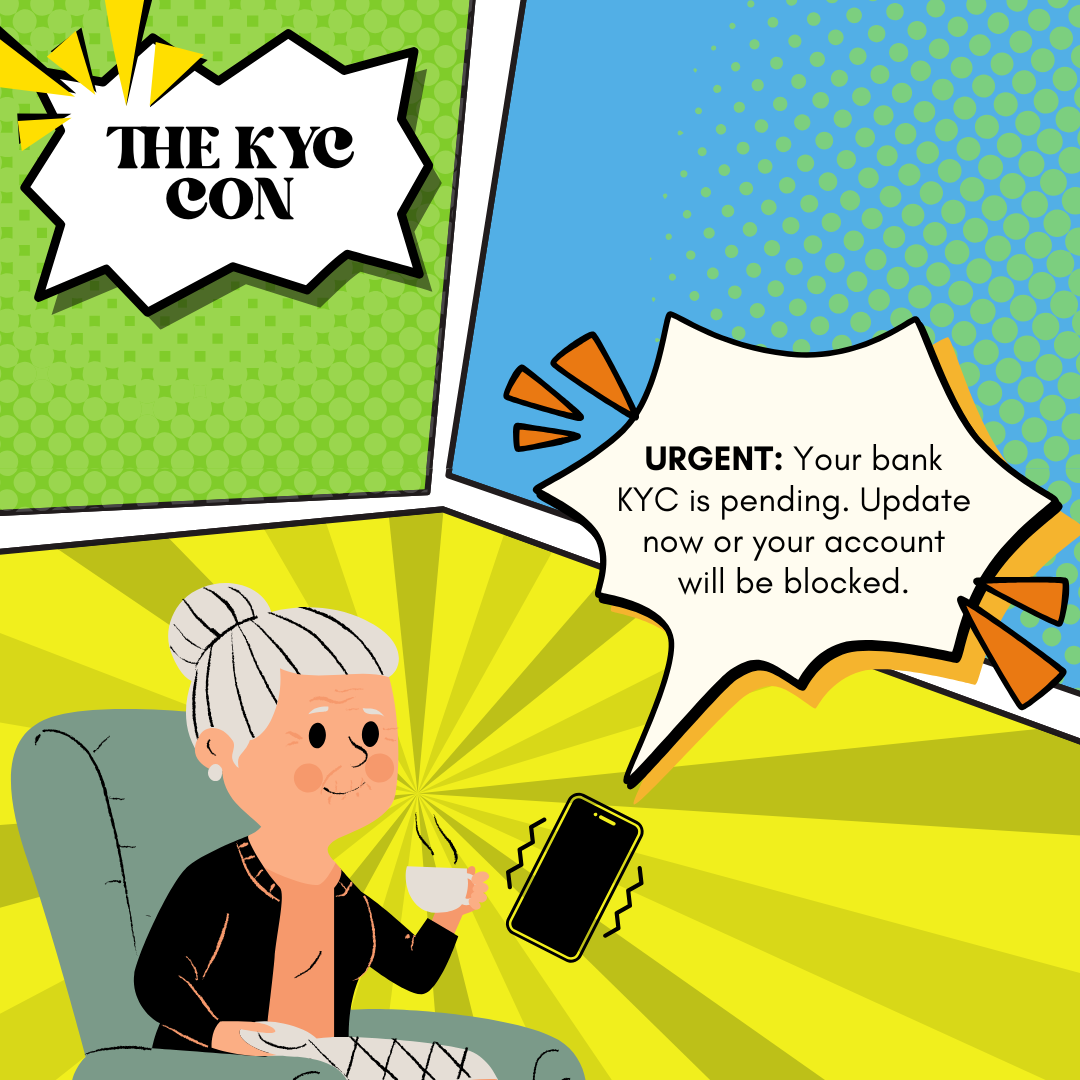 THE KYC
CON
URGENT: Your bank
KYC is pending. Update
now or your account
will be blocked.